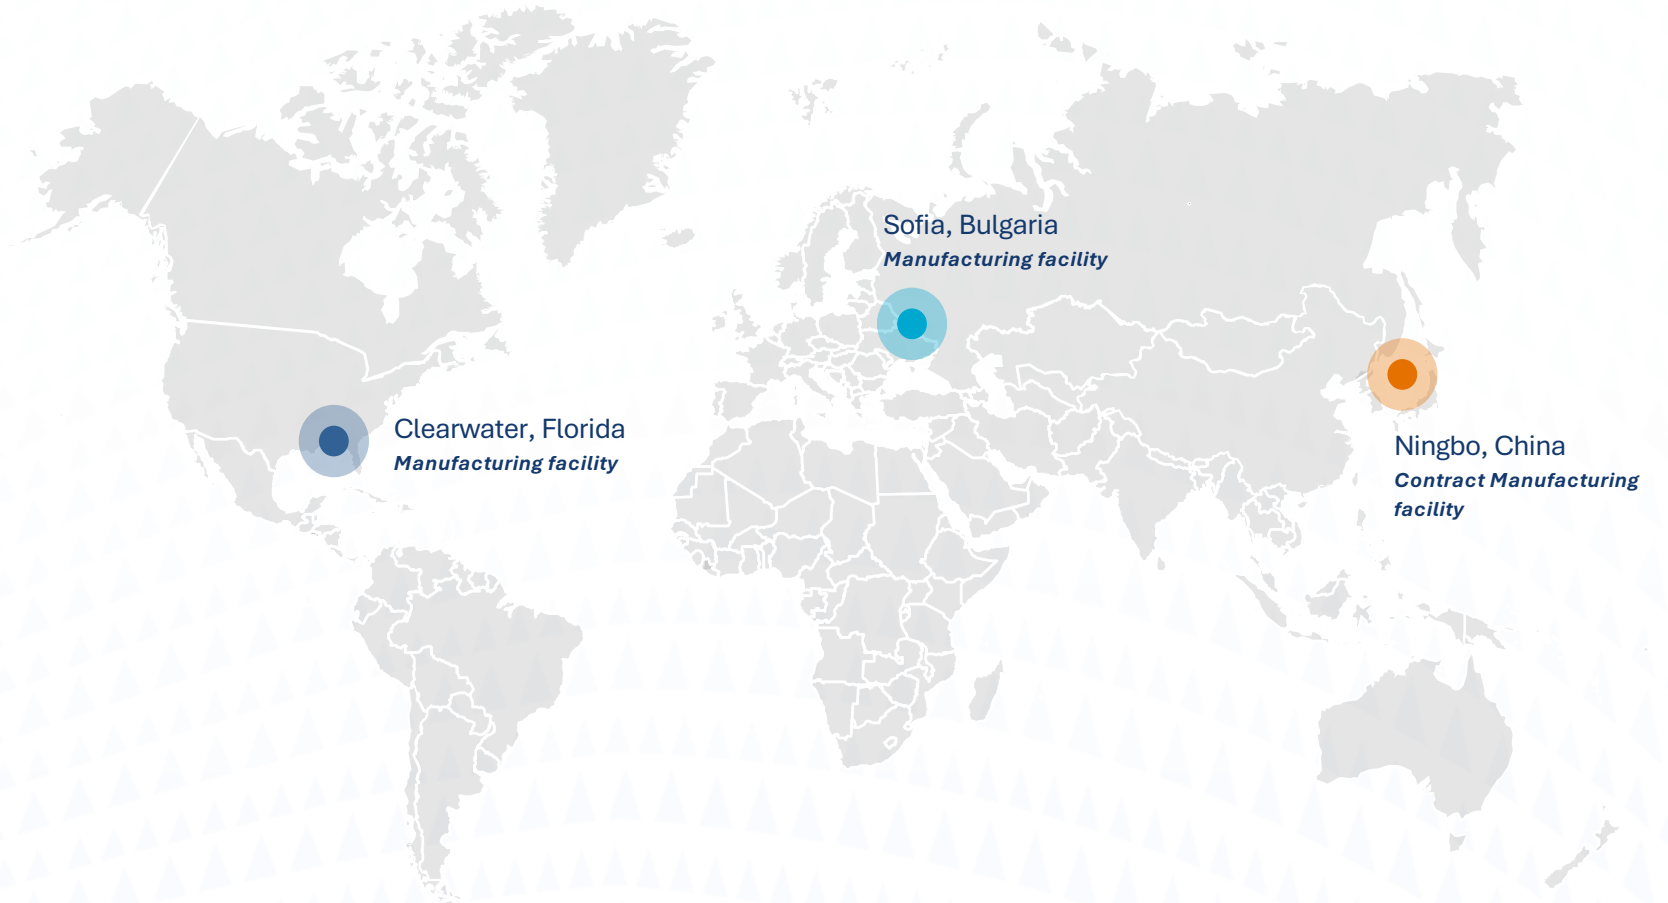 Sofia, Bulgaria
Manufacturing facility
Clearwater, Florida
Manufacturing facility
Ningbo, China
Contract Manufacturing
facility